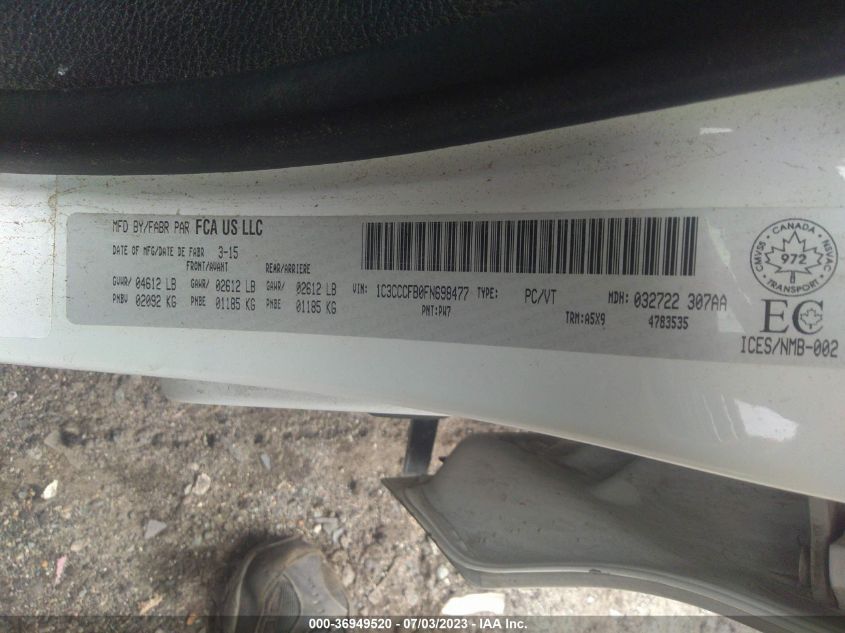 MFD BY/FABR PAR FCA US LLC
DATE OF MFG/DATE DE FABR 3-15
FRONT/AVANT REAR/ARRIERE
GVWR/ 04612 LB GAWR/ 02612 LB GAWR/ 02612 LB
PNBV 02092 KG PNBE 01185 KG PNBE 01185 KG
VIN: 1C3CCCFB0FN698477 TYPE: PC/VT MDH: 032722 307AA
PNT:PW7 TRM:A5X9 4783535
CANADA
CMVSS NSVAC
972
TRANSPORT
EC
ICES/NMB-002
000-36949520 - 07/03/2023 - IAA Inc.